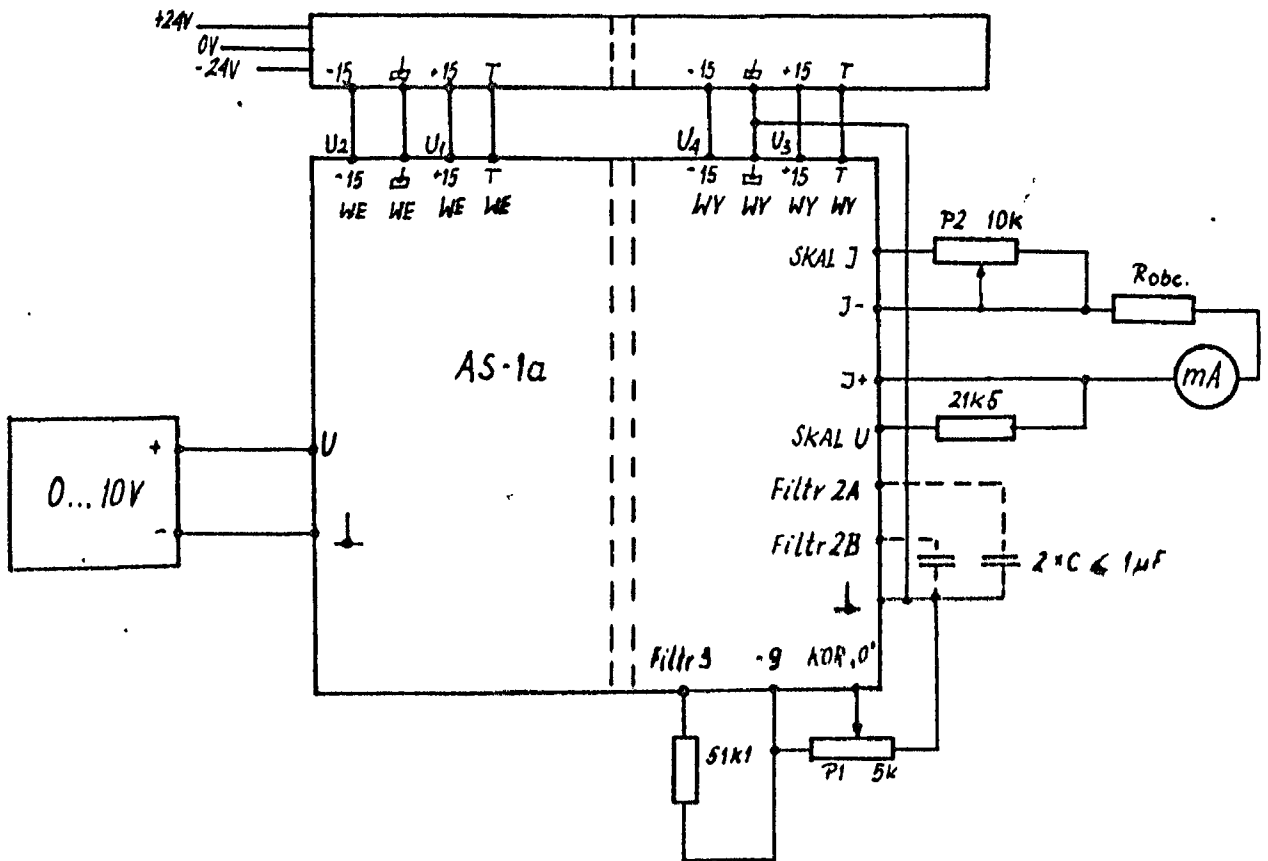 +24V
0V
-24V
-15 +15 T -15 +15 T
U2 U1 U4 U3
-15 +15 T -15 +15 T
WE WE WE WE WY WY WY WY
P2 10K
SKAL J
Robc.
J-
AS-1a
J+
mA
21K5
SKAL U
+ U
0...10V
Filtr 2A
-
Filtr 2B
2×C ⩽ 1µF
Filtr 9 -9 KOR „0"
51K1
P1 5K